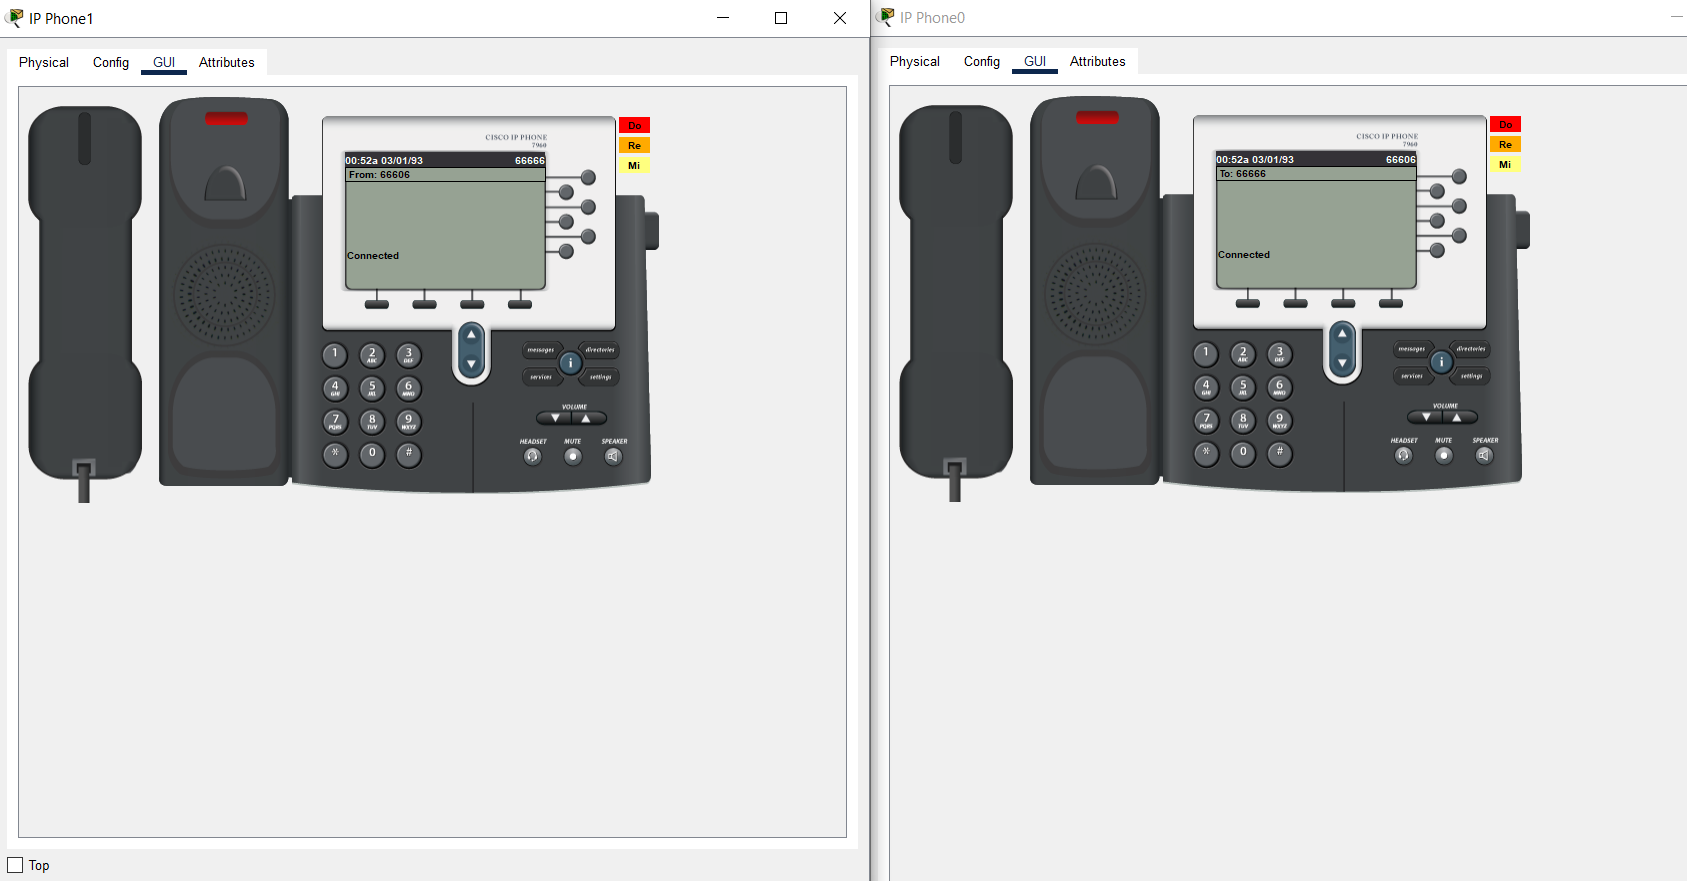 IP Phone1
Physical Config GUI Attributes
CISCO IP PHONE
7960
00:52a 03/01/93 66666
From: 66606
Connected
Do
Re
Mi
1 2 ABC 3 DEF
4 GHI 5 JKL 6 MNO
7 PQRS 8 TUV 9 WXYZ
* 0 #
messages directories
i
services settings
VOLUME
HEADSET MUTE SPEAKER
Top
IP Phone0
Physical Config GUI Attributes
CISCO IP PHONE
7960
00:52a 03/01/93 66606
To: 66666
Connected
Do
Re
Mi
1 2 ABC 3 DEF
4 GHI 5 JKL 6 MNO
7 PQRS 8 TUV 9 WXYZ
* 0 #
messages directories
i
services settings
VOLUME
HEADSET MUTE SPEAKER